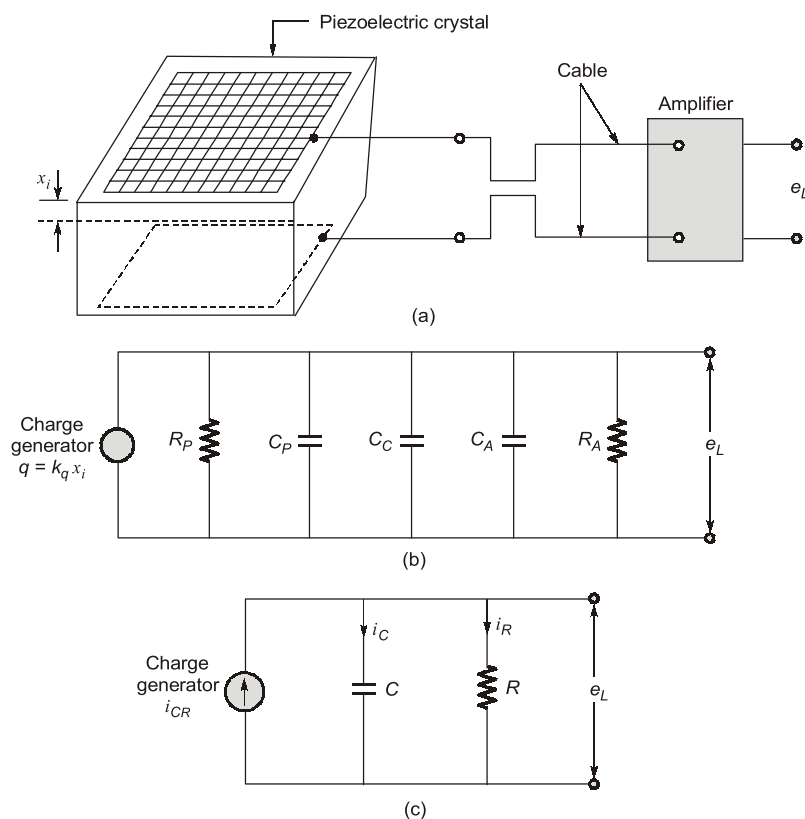 Piezoelectric crystal
Cable
Amplifier
x_i
e_L
(a)
Charge
generator
q = k_q x_i
R_P
C_P
C_C
C_A
R_A
e_L
(b)
i_C
i_R
Charge
generator
i_CR
C
R
e_L
(c)